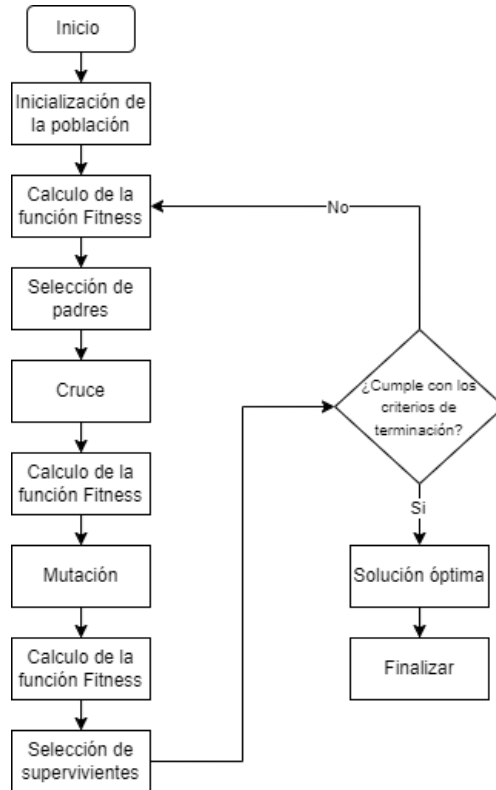 Inicio
Inicialización de
la población
Calculo de la
función Fitness
No
Selección de
padres
Cruce
¿Cumple con los
criterios de
terminación?
Calculo de la
función Fitness
Si
Mutación
Solución óptima
Calculo de la
función Fitness
Finalizar
Selección de
supervivientes